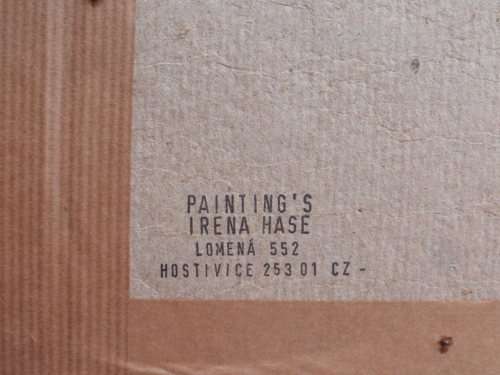 PAINTING'S
IRENA HASE
LOMENÁ 552
HOSTIVICE 253 01 CZ -